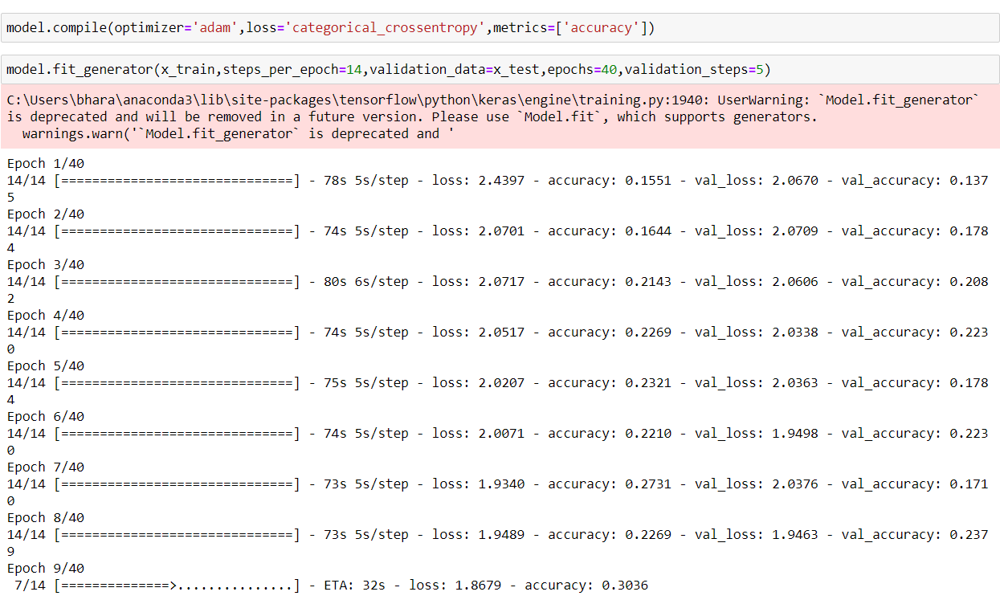 model.compile(optimizer='adam',loss='categorical_crossentropy',metrics=['accuracy'])
model.fit_generator(x_train,steps_per_epoch=14,validation_data=x_test,epochs=40,validation_steps=5)
C:\Users\bhara\anaconda3\lib\site-packages\tensorflow\python\keras\engine\training.py:1940: UserWarning: `Model.fit_generator`
is deprecated and will be removed in a future version. Please use `Model.fit`, which supports generators.
  warnings.warn('`Model.fit_generator` is deprecated and '
Epoch 1/40
14/14 [==============================] - 78s 5s/step - loss: 2.4397 - accuracy: 0.1551 - val_loss: 2.0670 - val_accuracy: 0.137
5
Epoch 2/40
14/14 [==============================] - 74s 5s/step - loss: 2.0701 - accuracy: 0.1644 - val_loss: 2.0709 - val_accuracy: 0.178
4
Epoch 3/40
14/14 [==============================] - 80s 6s/step - loss: 2.0717 - accuracy: 0.2143 - val_loss: 2.0606 - val_accuracy: 0.208
2
Epoch 4/40
14/14 [==============================] - 74s 5s/step - loss: 2.0517 - accuracy: 0.2269 - val_loss: 2.0338 - val_accuracy: 0.223
0
Epoch 5/40
14/14 [==============================] - 75s 5s/step - loss: 2.0207 - accuracy: 0.2321 - val_loss: 2.0363 - val_accuracy: 0.178
4
Epoch 6/40
14/14 [==============================] - 74s 5s/step - loss: 2.0071 - accuracy: 0.2210 - val_loss: 1.9498 - val_accuracy: 0.223
0
Epoch 7/40
14/14 [==============================] - 73s 5s/step - loss: 1.9340 - accuracy: 0.2731 - val_loss: 2.0376 - val_accuracy: 0.171
0
Epoch 8/40
14/14 [==============================] - 73s 5s/step - loss: 1.9489 - accuracy: 0.2269 - val_loss: 1.9463 - val_accuracy: 0.237
9
Epoch 9/40
 7/14 [==============>...............] - ETA: 32s - loss: 1.8679 - accuracy: 0.3036